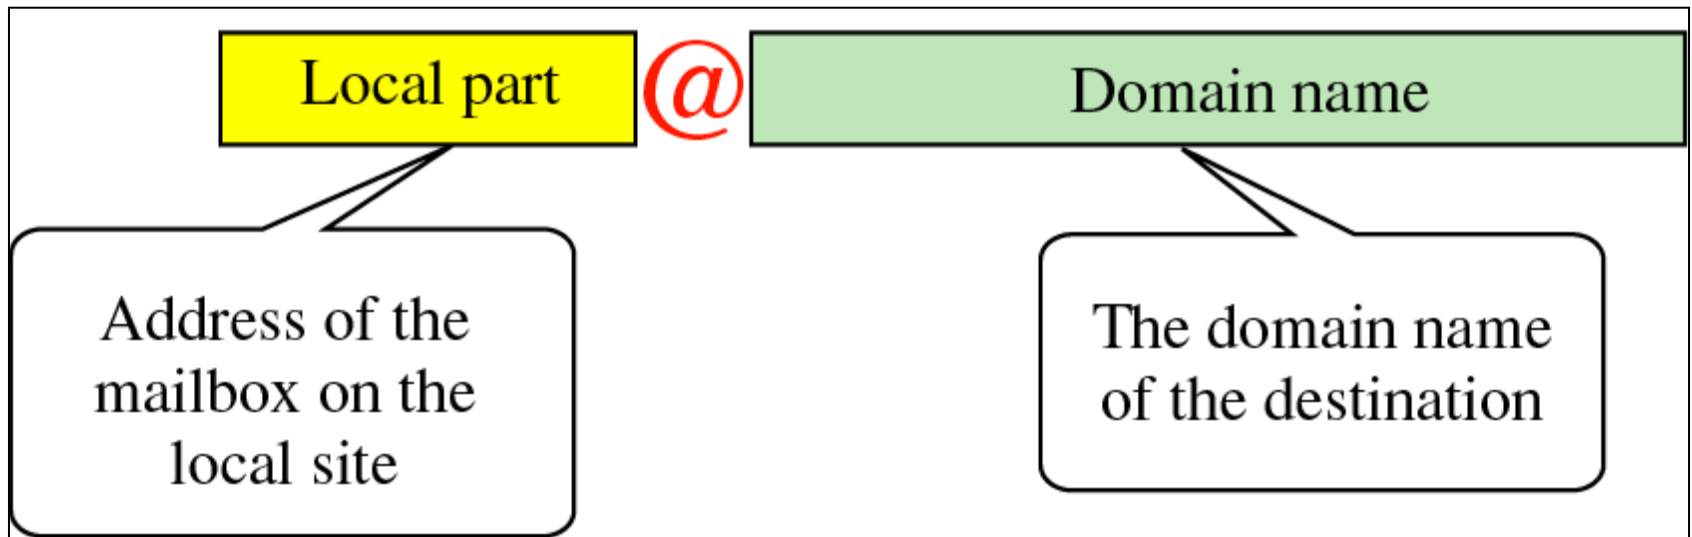 Local part @ Domain name
Address of the
mailbox on the
local site
The domain name
of the destination